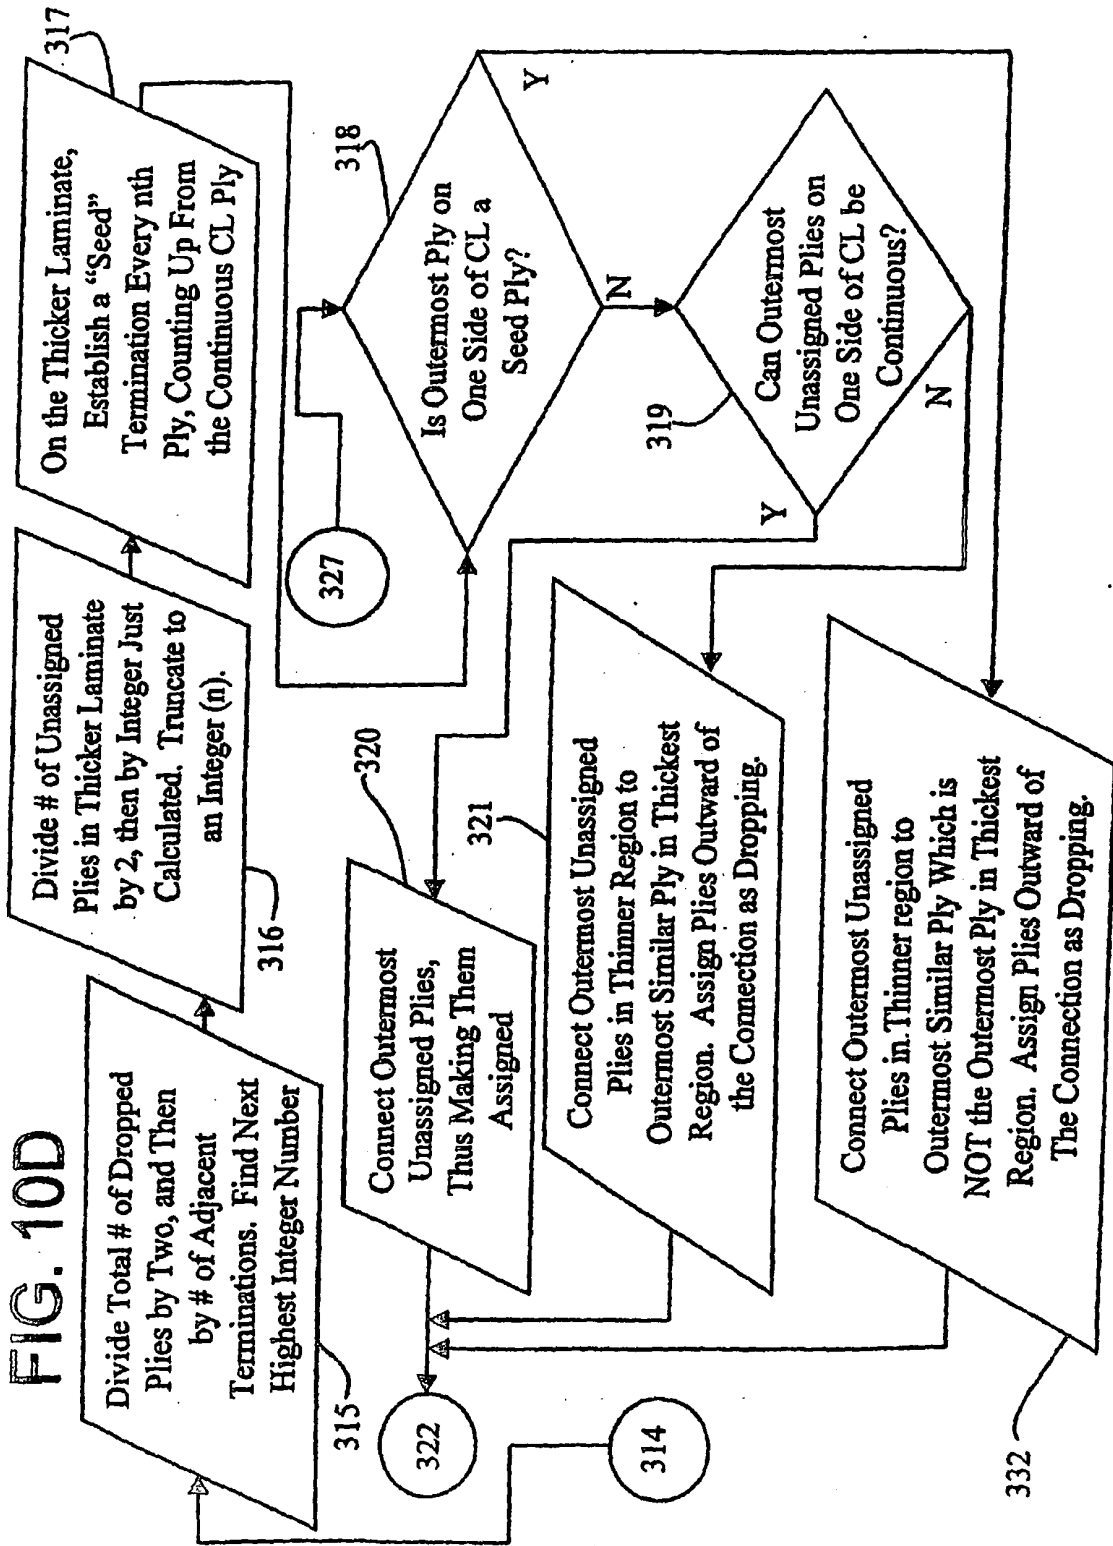 FIG. 10D
Divide Total # of Dropped
Plies by Two, and Then
by # of Adjacent
Terminations. Find Next
Highest Integer Number
315
Divide # of Unassigned
Plies in Thicker Laminate
by 2, then by Integer Just
Calculated. Truncate to
an Integer (n).
316
On the Thicker Laminate,
Establish a “Seed”
Termination Every nth
Ply, Counting Up From
the Continuous CL Ply
317
327
Is Outermost Ply on
One Side of CL a
Seed Ply?
318
Y
N
Can Outermost
Unassigned Plies on
One Side of CL be
Continuous?
319
Y
N
Connect Outermost
Unassigned Plies,
Thus Making Them
Assigned
320
322
314
Connect Outermost Unassigned
Plies in Thinner Region to
Outermost Similar Ply in Thickest
Region. Assign Plies Outward of
the Connection as Dropping.
321
Connect Outermost Unassigned
Plies in Thinner region to
Outermost Similar Ply Which is
NOT the Outermost Ply in Thickest
Region. Assign Plies Outward of
The Connection as Dropping.
332